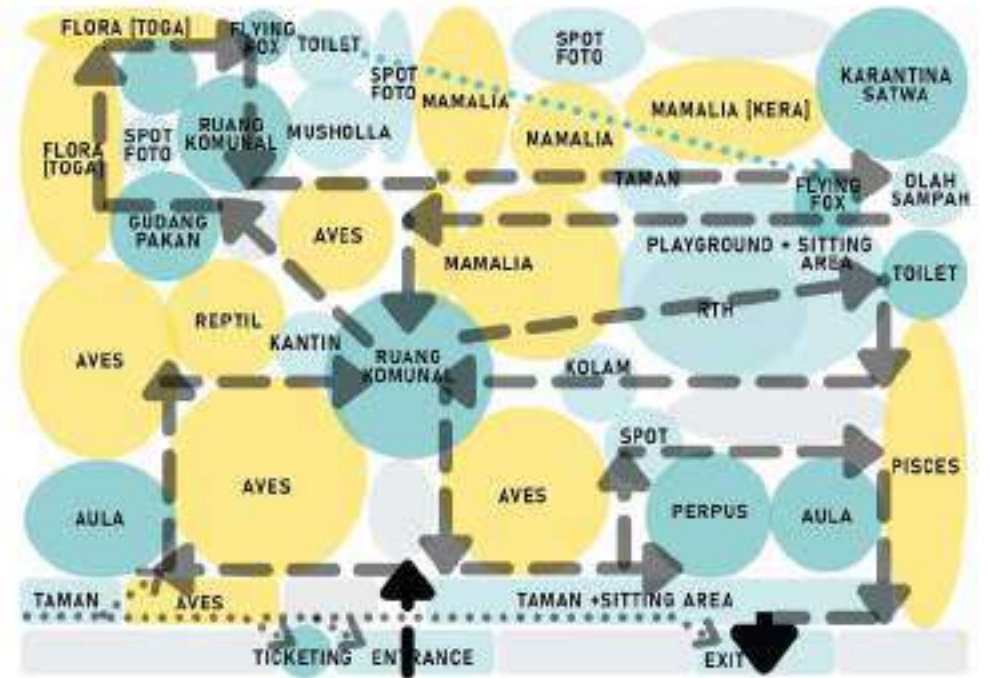 FLORA [TOGA]
FLYING
FOX
TOILET
SPOT
FOTO
SPOT
FOTO
MAMALIA
MAMALIA
MAMALIA [KERA]
KARANTINA
SATWA
FLORA
[TOGA]
SPOT
FOTO
RUANG
KOMUNAL
MUSHOLLA
TAMAN
FLYING
FOX
OLAH
SAMPAH
GUDANG
PAKAN
AVES
MAMALIA
PLAYGROUND + SITTING
AREA
TOILET
REPTIL
KANTIN
RTH
AVES
RUANG
KOMUNAL
KOLAM
SPOT
PISCES
AULA
AVES
AVES
PERPUS
AULA
TAMAN
AVES
TAMAN +SITTING AREA
TICKETING
ENTRANCE
EXIT